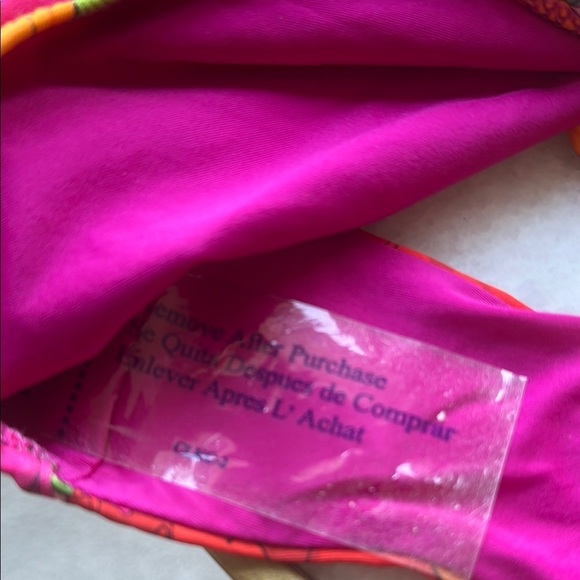 Remove After Purchase
Se Quite Despues de Comprar
Enlever Apres L' Achat